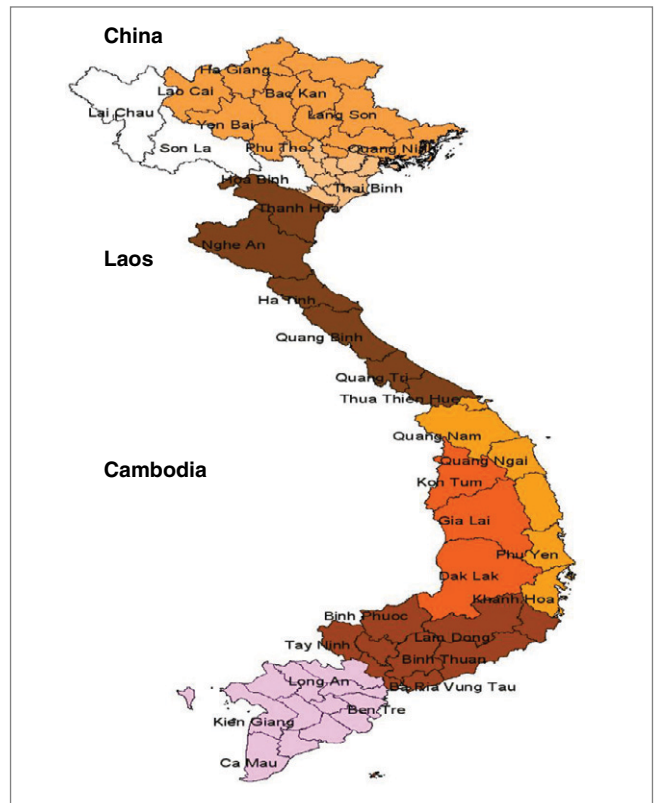 China
Ha Giang
Lao Cai
Bac Kan
Lai Chau
Lang Son
Yen Bai
Son La
Phu Tho
Quang Nin
Hoa Binh
Thai Binh
Thanh Hoa
Nghe An
Laos
Ha Tinh
Quang Binh
Quang Tri
Thua Thien Hue
Quang Nam
Quang Ngai
Cambodia
Kon Tum
Gia Lai
Phu Yen
Dak Lak
Khanh Hoa
Binh Phuoc
Lam Dong
Tay Ninh
Binh Thuan
Long An
Ba Ria Vung Tau
Ben Tre
Kien Giang
Ca Mau